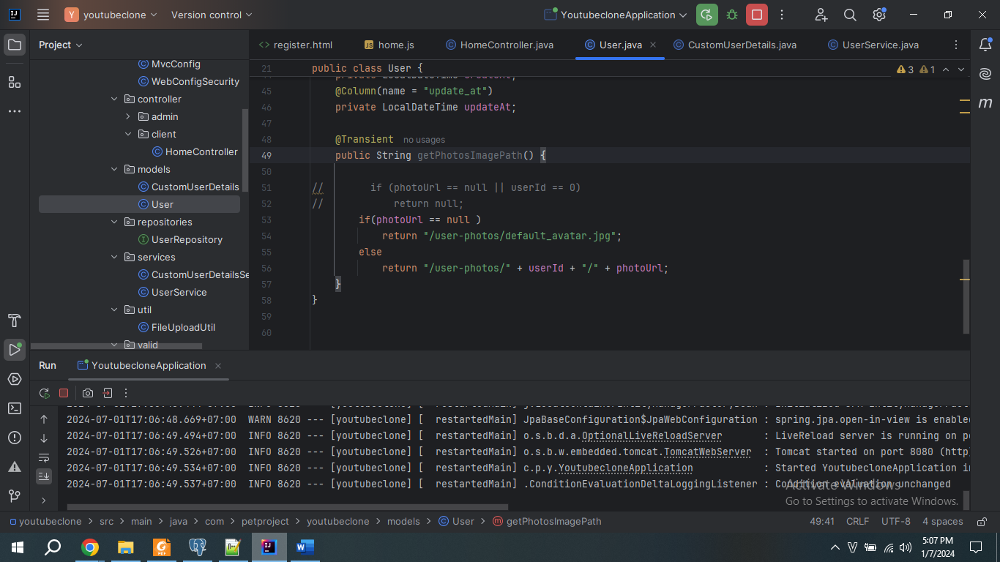 Y youtubeclone Version control YoutubecloneApplication
Project
register.html home.js HomeController.java User.java CustomUserDetails.java UserService.java
MvcConfig
WebConfigSecurity
controller
admin
client
HomeController
models
CustomUserDetails
User
repositories
UserRepository
services
CustomUserDetailsSe
UserService
util
FileUploadUtil
valid
21 public class User { 3 1
45 @Column(name = "update_at")
46 private LocalDateTime updateAt;
47
48 @Transient no usages
49 public String getPhotosImagePath() {
50
51 // if (photoUrl == null || userId == 0)
52 // return null;
53 if(photoUrl == null )
54 return "/user-photos/default_avatar.jpg";
55 else
56 return "/user-photos/" + userId + "/" + photoUrl;
57 }
58 }
59
60
Run YoutubecloneApplication
2024-07-01T17:06:48.669+07:00 WARN 8620 --- [youtubeclone] [ restartedMain] JpaBaseConfiguration$JpaWebConfiguration : spring.jpa.open-in-view is enable
2024-07-01T17:06:49.494+07:00 INFO 8620 --- [youtubeclone] [ restartedMain] o.s.b.d.a.OptionalLiveReloadServer : LiveReload server is running on p
2024-07-01T17:06:49.526+07:00 INFO 8620 --- [youtubeclone] [ restartedMain] o.s.b.w.embedded.tomcat.TomcatWebServer : Tomcat started on port 8080 (http
2024-07-01T17:06:49.534+07:00 INFO 8620 --- [youtubeclone] [ restartedMain] c.p.y.YoutubecloneApplication : Started YoutubecloneApplication i
2024-07-01T17:06:49.537+07:00 INFO 8620 --- [youtubeclone] [ restartedMain] .ConditionEvaluationDeltaLoggingListener : Condition evaluation unchanged
Activate Windows
Go to Settings to activate Windows.
youtubeclone > src > main > java > com > petproject > youtubeclone > models > User > getPhotosImagePath 49:41 CRLF UTF-8 4 spaces
5:07 PM
1/7/2024